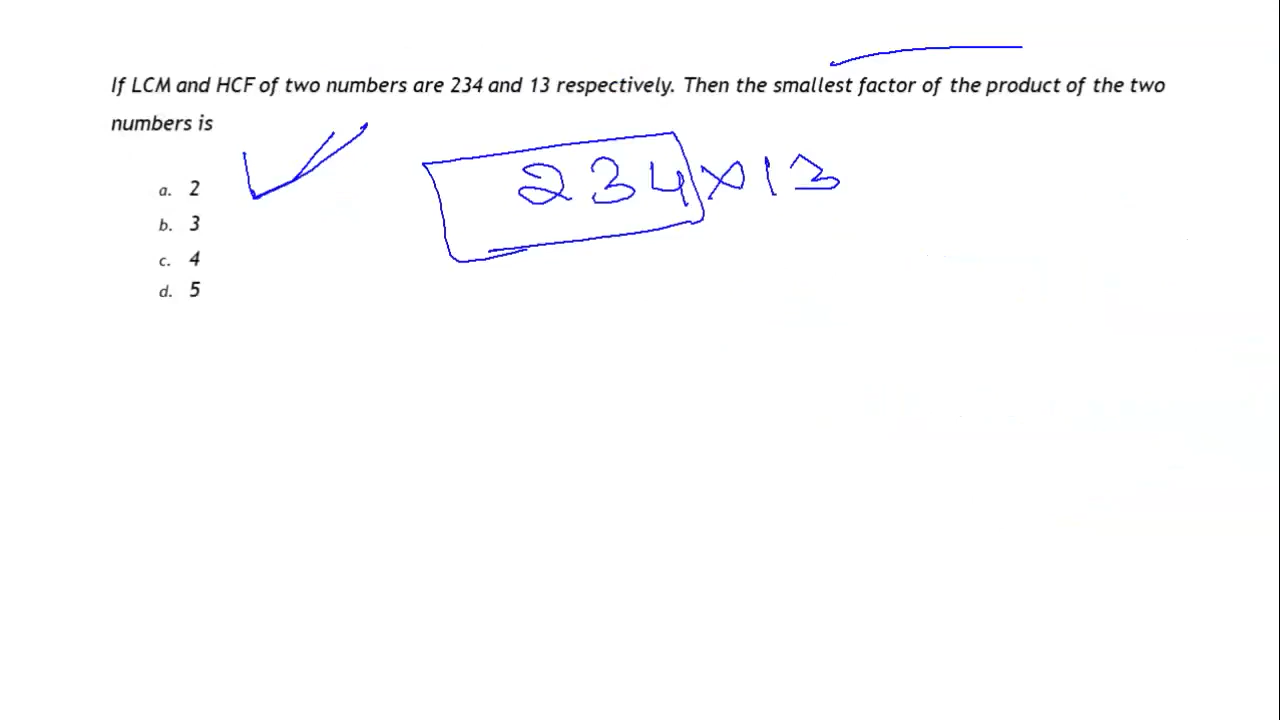 If LCM and HCF of two numbers are 234 and 13 respectively. Then the smallest factor of the product of the two
numbers is
234×13
a. 2
b. 3
c. 4
d. 5